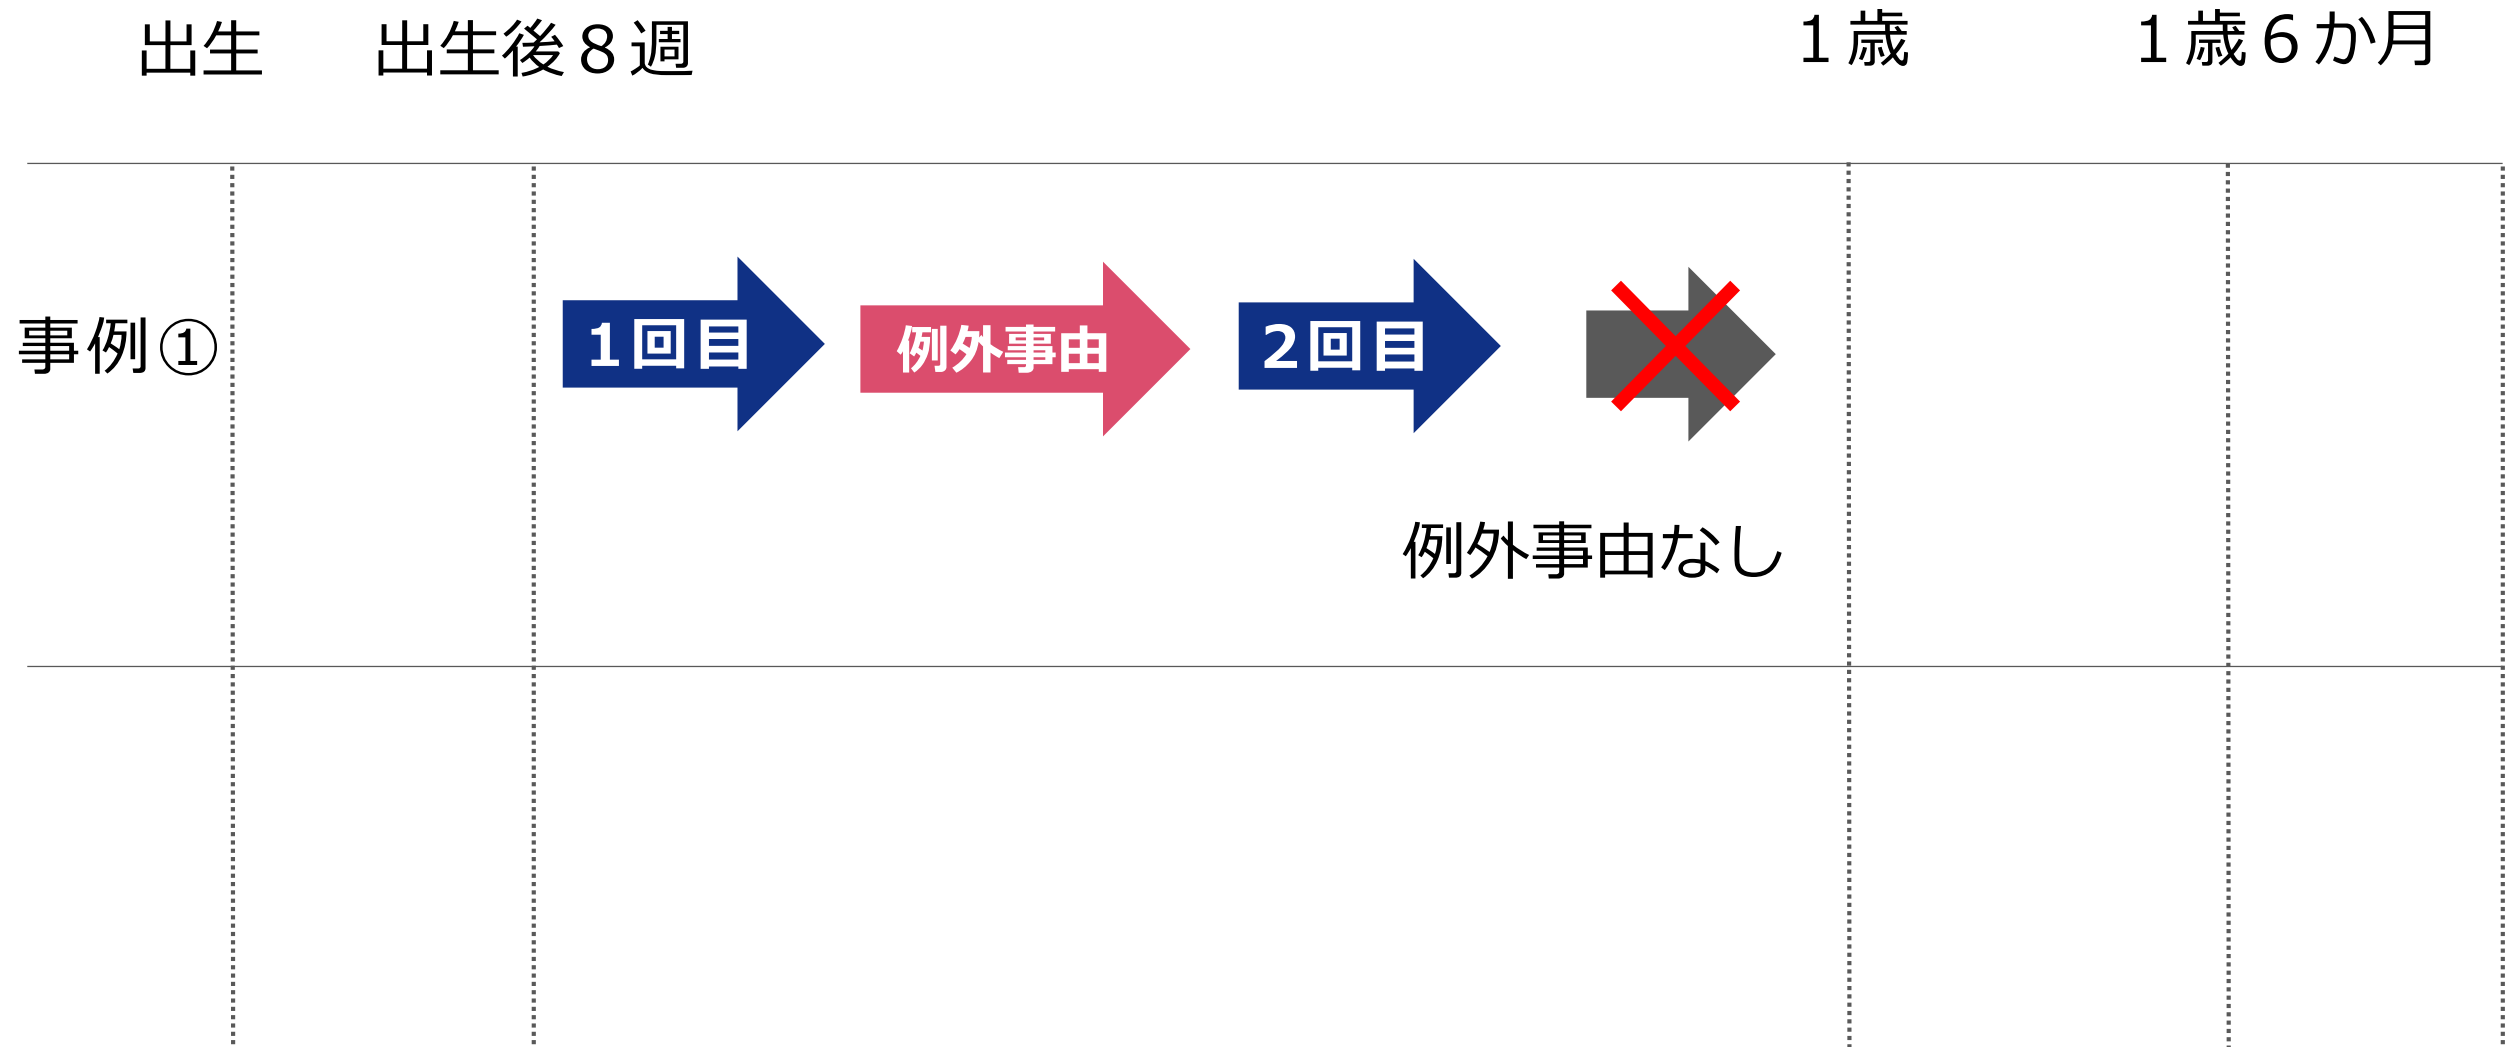 出生
出生後8週
1歳
1歳6か月
事例①
1回目
例外事由
2回目
例外事由なし